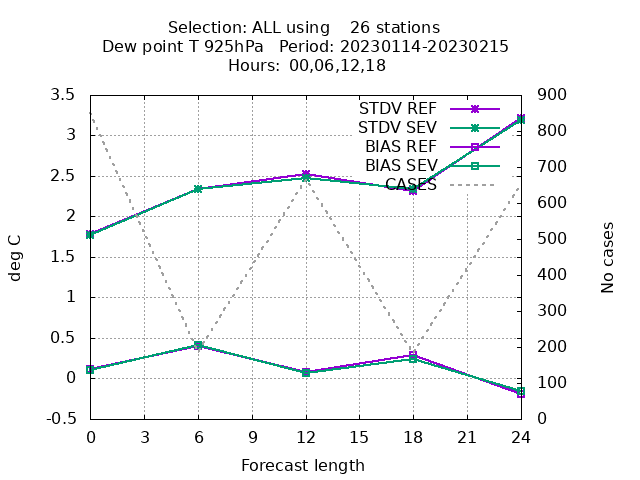 Selection: ALL using    26 stations
Dew point T 925hPa   Period: 20230114-20230215
Hours: 00,06,12,18
3.5
3
2.5
2
1.5
1
0.5
0
-0.5
deg C
STDV REF
STDV SEV
BIAS REF
BIAS SEV
CASES
900
800
700
600
500
400
300
200
100
0
No cases
0 3 6 9 12 15 18 21 24
Forecast length